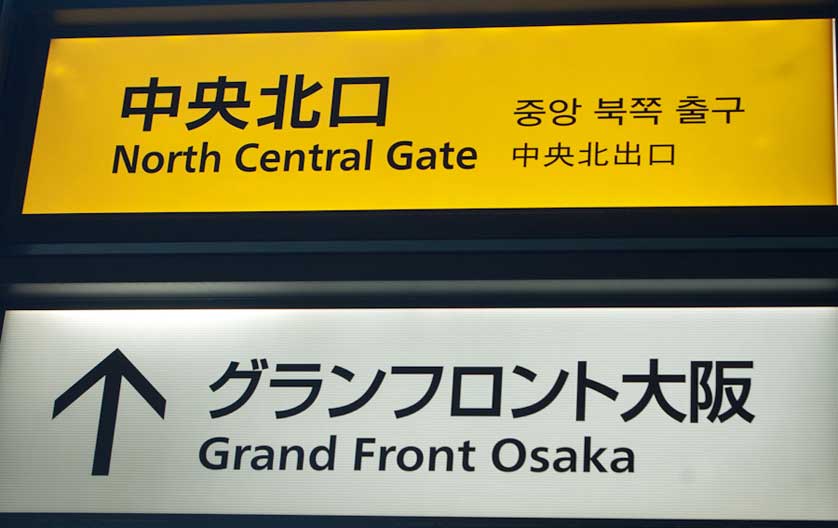 中央北口
North Central Gate
중앙 북쪽 출구
中央北出口
グランフロント大阪
Grand Front Osaka